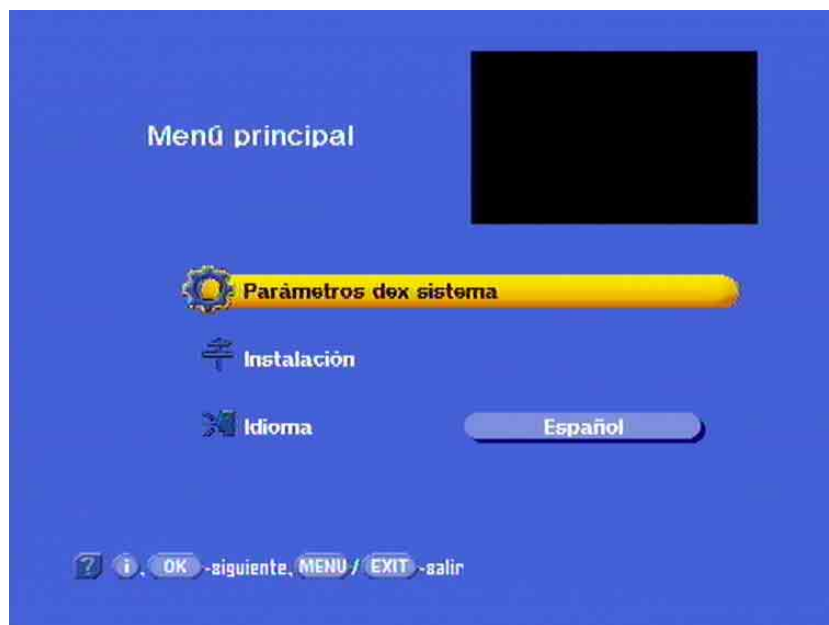 Menú principal
Parámetros dex sistema
Instalación
Idioma Español
? i, OK -siguiente, MENU / EXIT -salir